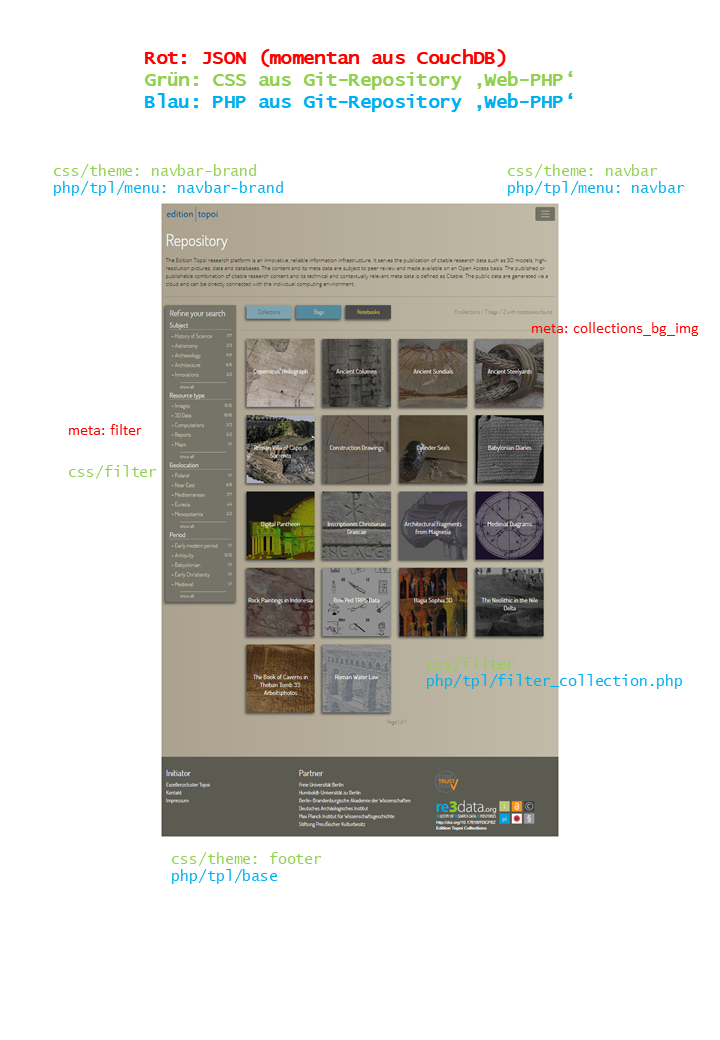 Rot: JSON (momentan aus CouchDB)
Grün: CSS aus Git-Repository ‚Web-PHP‘
Blau: PHP aus Git-Repository ‚Web-PHP‘
css/theme: navbar-brand
php/tpl/menu: navbar-brand
css/theme: navbar
php/tpl/menu: navbar
edition topoi
Repository
The Edition Topoi research platform is an innovative, reliable information infrastructure. It serves the publication of citable research data such as 3D models, high-
resolution pictures, data and databases. The content and its meta data are subject to peer review and made available on an Open Access basis. The published or
publishable combination of citable research content and its technical and contextually relevant meta data is defined as Citable. The public data are generated via a
cloud and can be directly connected with the individual computing environment.
Refine your search
Subject
History of Science
Astronomy
Archaeology
Architecture
Innovations
show all
Resource type
Images
3D Data
Computations
Reports
Maps
show all
Geolocation
Poland
Near East
Mediterranean
Eurasia
Mesopotamia
show all
Period
Early modern period
Antiquity
Babylonian
Early Christianity
Medieval
show all
Collections
Bags
Notebooks
collections / 7 bags / 2 with notebooks found
meta: collections_bg_img
Copernicus' Holograph
Ancient Columns
Ancient Sundials
Ancient Steelyards
Roman Villa of Capo di
Sorrento
Construction Drawings
Cylinder Seals
Babylonian Diaries
Digital Pantheon
Inscriptiones Christianae
Graecae
Architectural Fragments
from Magnesia
Medieval Diagrams
Rock Paintings in Indonesia
Bow Ped TRPS Data
Hagia Sophia 3D
The Neolithic in the Nile
Delta
The Book of Caverns in
Theban Tomb 33:
Arbeitsphotos
Roman Water Law
Page 1 of 1
meta: filter
css/filter
css/filter
php/tpl/filter_collection.php
Initiator
Exzellenzcluster Topoi
Kontakt
Impressum
Partner
Freie Universität Berlin
Humboldt-Universität zu Berlin
Berlin-Brandenburgische Akademie der Wissenschaften
Deutsches Archäologisches Institut
Max Planck Institut für Wissenschaftsgeschichte
Stiftung Preußischer Kulturbesitz
TRUST
re3data.org
Edition Topoi Collections
css/theme: footer
php/tpl/base